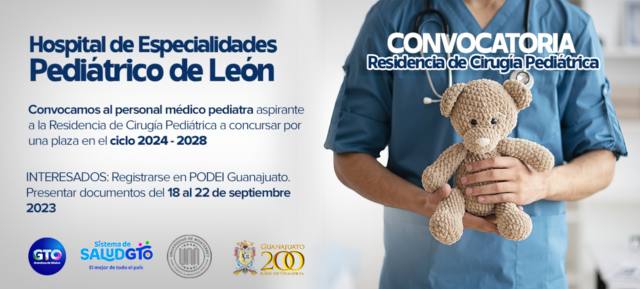 Hospital de Especialidades
Pediátrico de León
Convocamos al personal médico pediatra aspirante
a la Residencia de Cirugía Pediátrica a concursar por
una plaza en el ciclo 2024 - 2028
INTERESADOS: Registrarse en PODEI Guanajuato.
Presentar documentos del 18 al 22 de septiembre
2023
CONVOCATORIA
Residencia de Cirugía Pediátrica
GTO
Sistema de
SALUDGTO
El mejor de todo el país
GUANAJUATO
200